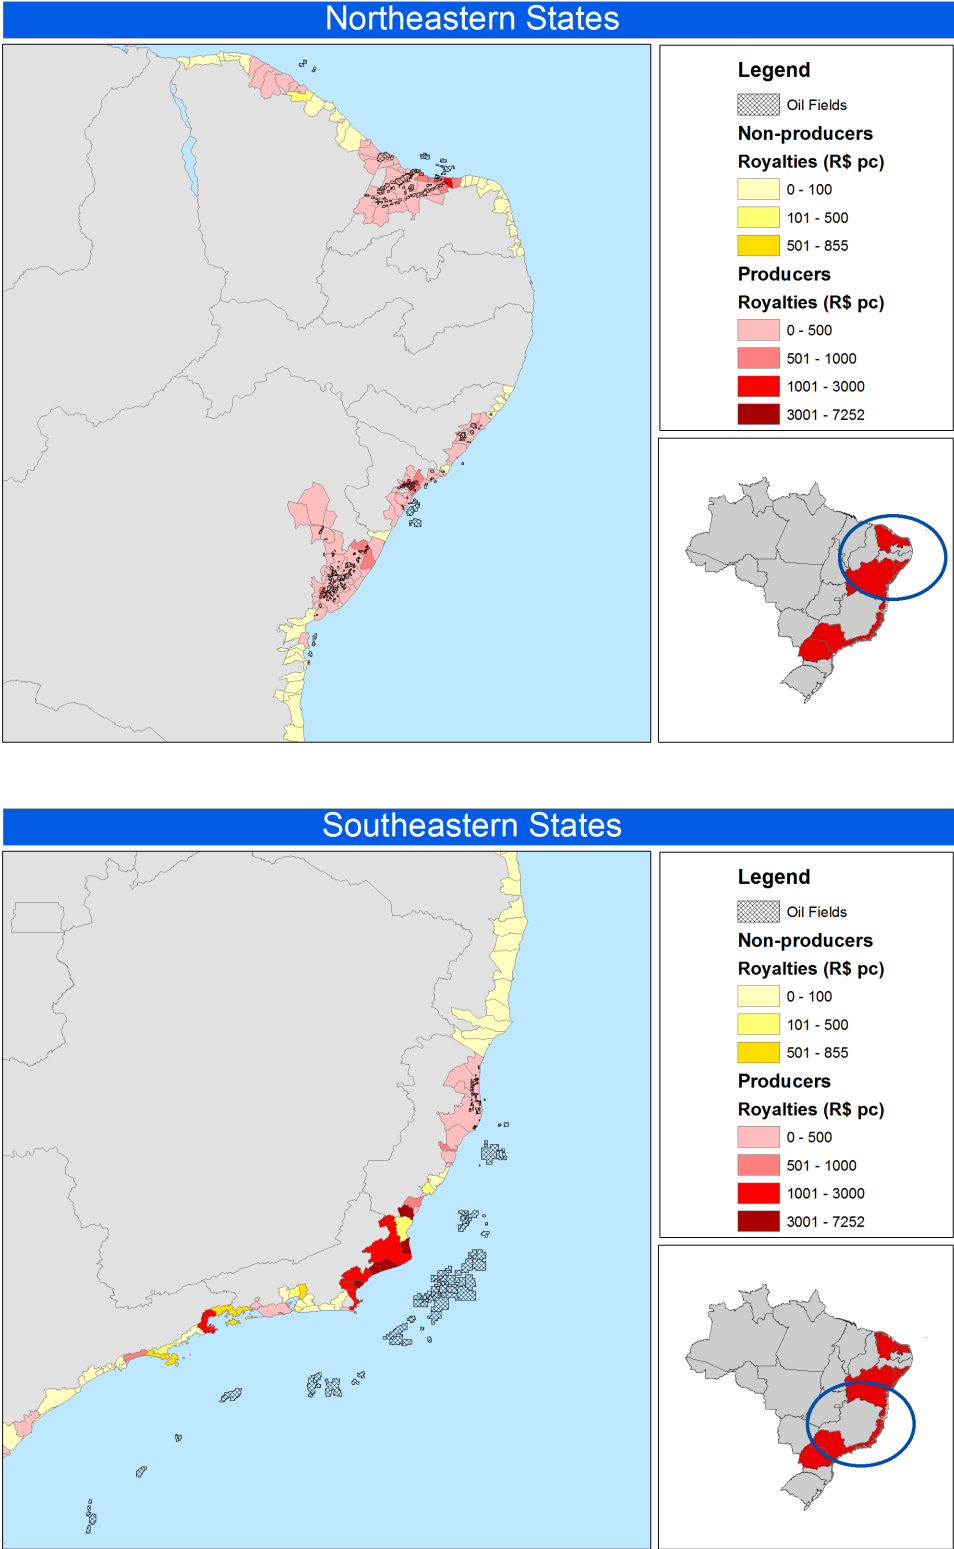 Northeastern States
Legend
Oil Fields
Non-producers
Royalties (R$ pc)
0 - 100
101 - 500
501 - 855
Producers
Royalties (R$ pc)
0 - 500
501 - 1000
1001 - 3000
3001 - 7252
Southeastern States
Legend
Oil Fields
Non-producers
Royalties (R$ pc)
0 - 100
101 - 500
501 - 855
Producers
Royalties (R$ pc)
0 - 500
501 - 1000
1001 - 3000
3001 - 7252